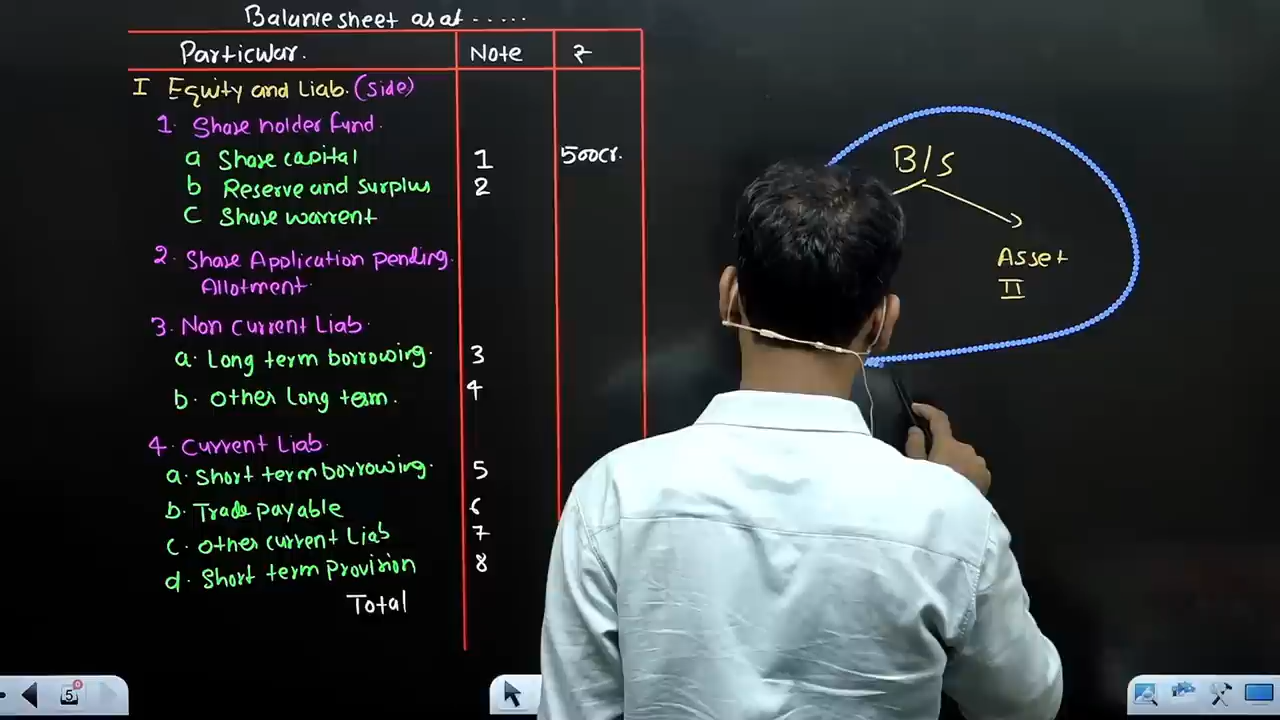 Balance sheet as at .....
Particular. Note ₹
I Equity and Liab. (side)
1. Share holder fund.
a Share capital 1 500cr.
b Reserve and surplus 2
c Share warrent
2. Share Application pending.
Allotment.
3. Non current Liab.
a. Long term borrowing. 3
b. other Long term. 4
4. Current Liab.
a. Short term borrowing. 5
b. Trade payable 6
c. other current Liab 7
d. Short term Provision 8
Total
B/S
Asset
II
5
0